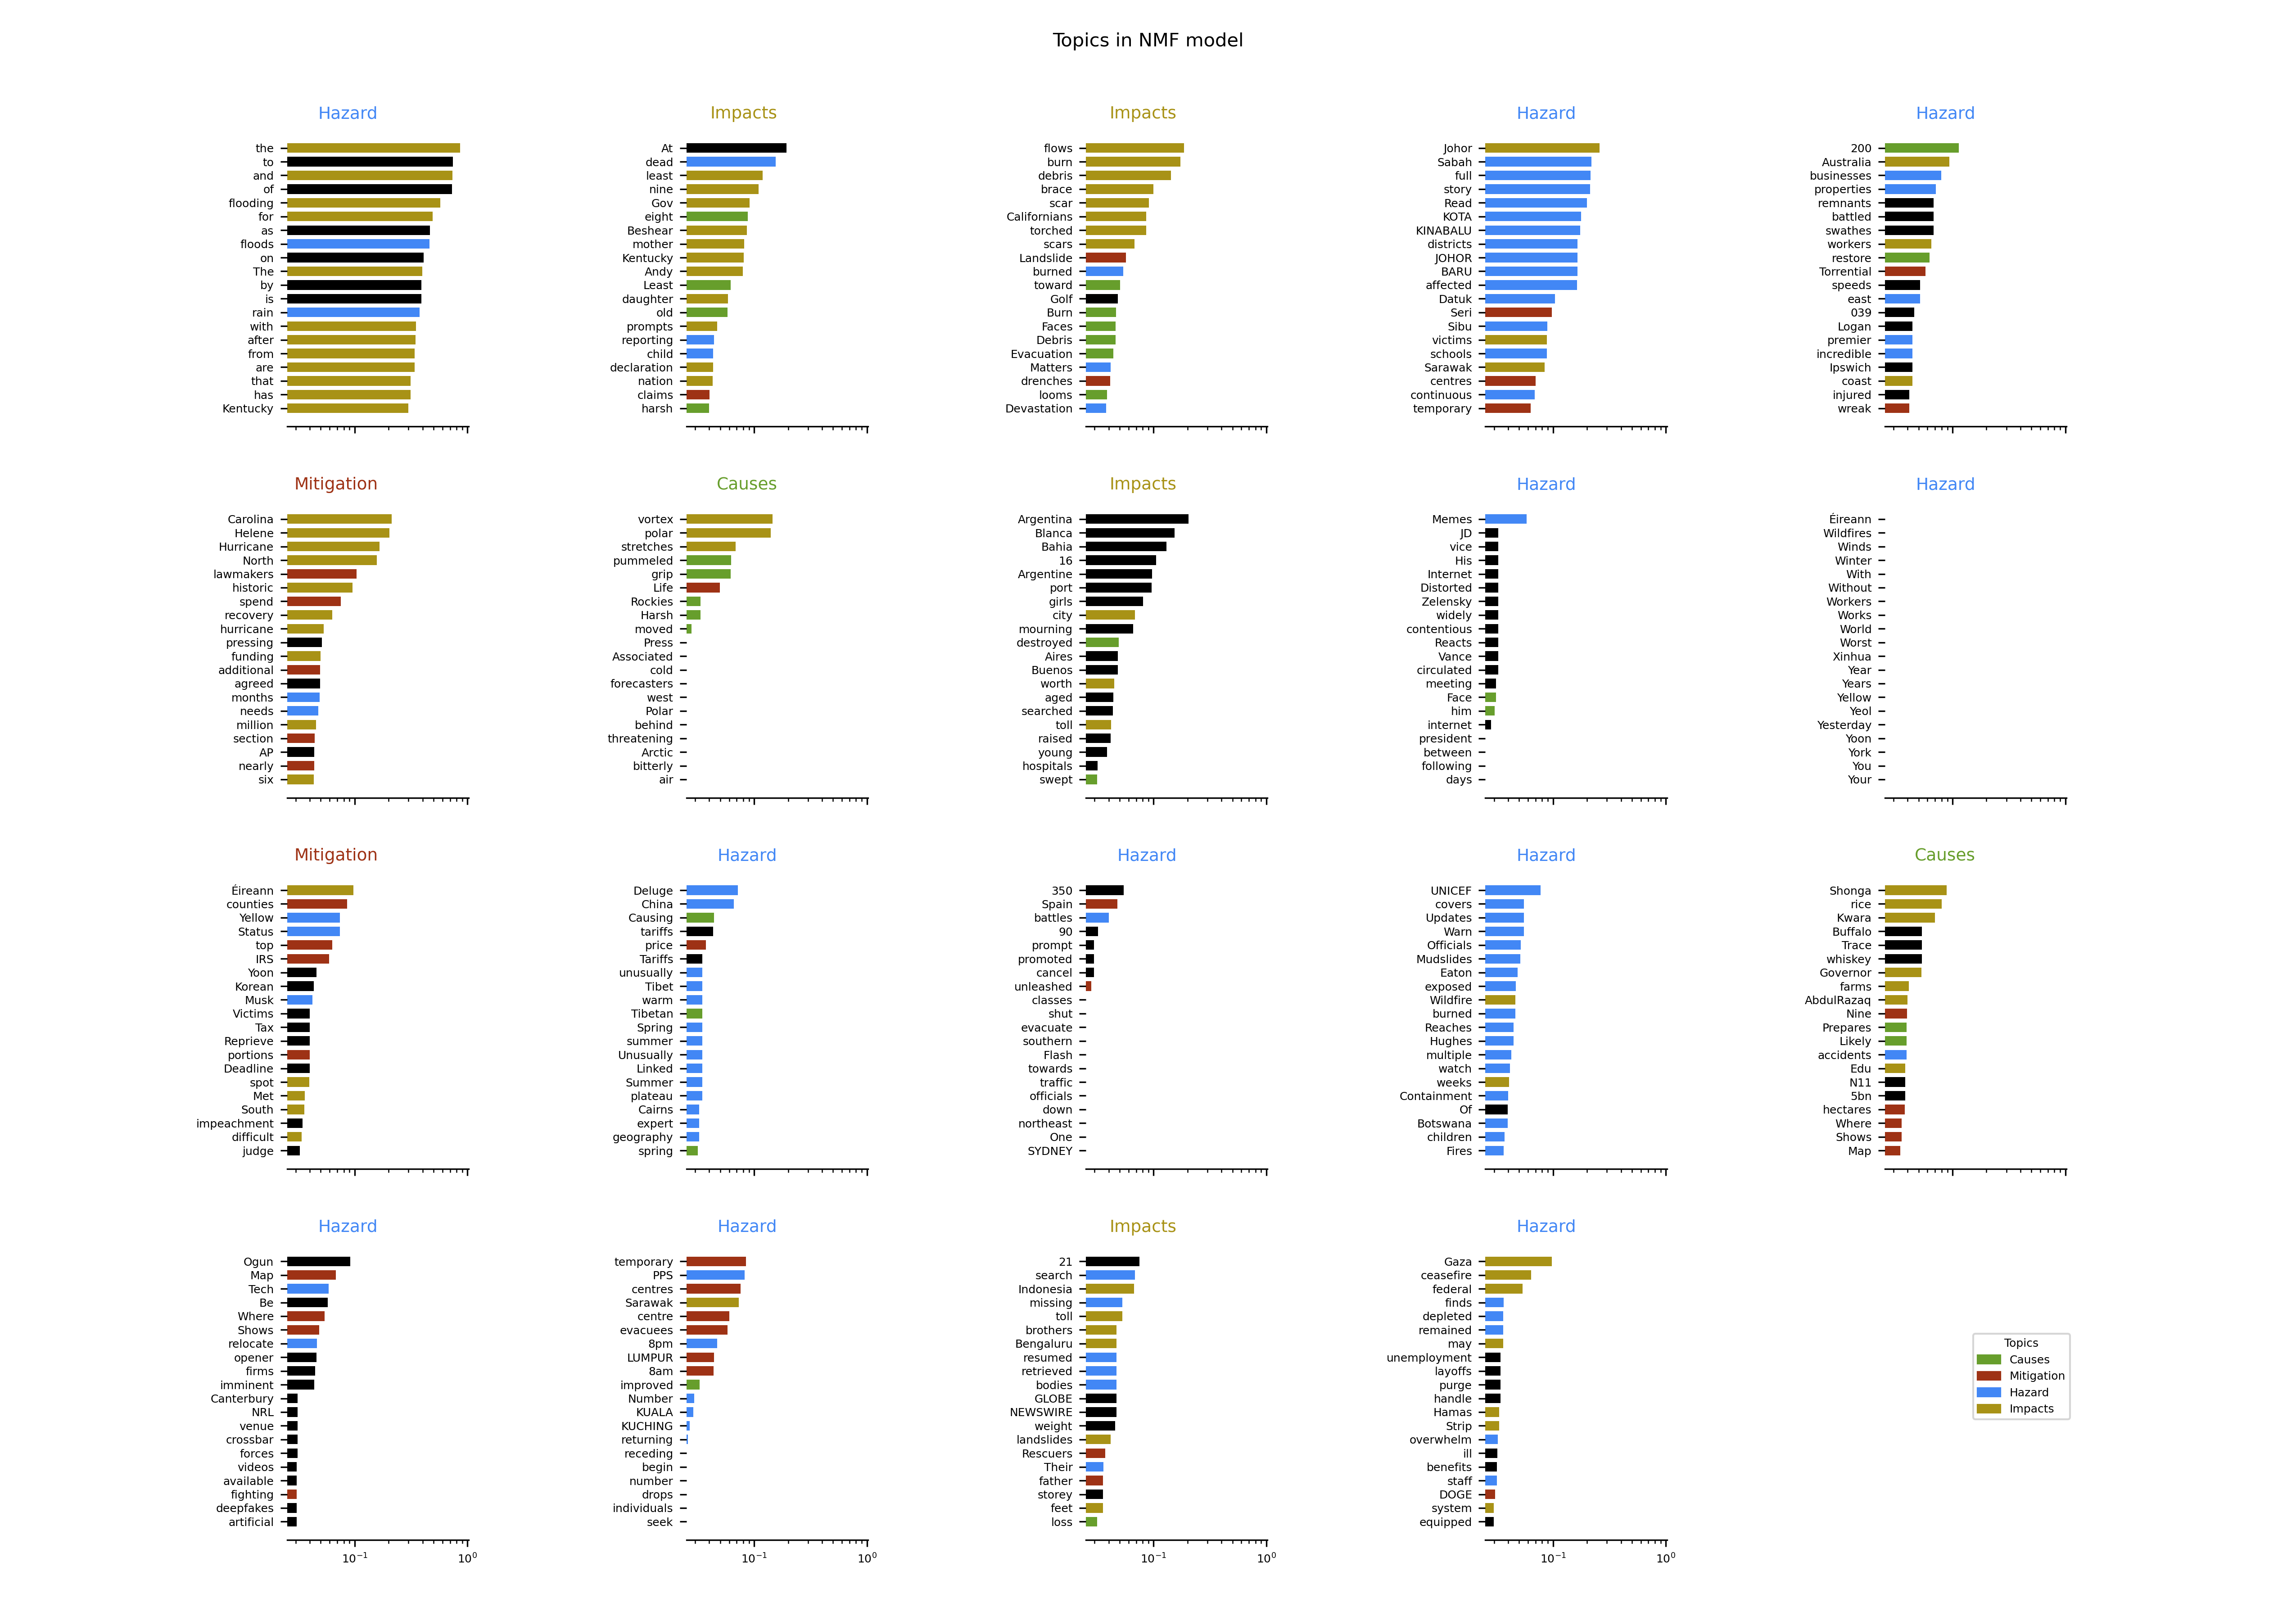 Topics in NMF model
Hazard
the
to
and
of
flooding
for
as
floods
on
The
by
is
rain
with
after
from
are
that
has
Kentucky
Impacts
At
dead
least
nine
Gov
eight
Beshear
mother
Kentucky
Andy
Least
daughter
old
prompts
reporting
child
declaration
nation
claims
harsh
Impacts
flows
burn
debris
brace
scar
Californians
torched
scars
Landslide
burned
toward
Golf
Burn
Faces
Debris
Evacuation
Matters
drenches
looms
Devastation
Hazard
Johor
Sabah
full
story
Read
KOTA
KINABALU
districts
JOHOR
BARU
affected
Datuk
Seri
Sibu
victims
schools
Sarawak
centres
continuous
temporary
Hazard
200
Australia
businesses
properties
remnants
battled
swathes
workers
restore
Torrential
speeds
east
039
Logan
premier
incredible
Ipswich
coast
injured
wreak
Mitigation
Carolina
Helene
Hurricane
North
lawmakers
historic
spend
recovery
hurricane
pressing
funding
additional
agreed
months
needs
million
section
AP
nearly
six
Causes
vortex
polar
stretches
pummeled
grip
Life
Rockies
Harsh
moved
Press
Associated
cold
forecasters
west
Polar
behind
threatening
Arctic
bitterly
air
Impacts
Argentina
Blanca
Bahia
16
Argentine
port
girls
city
mourning
destroyed
Aires
Buenos
worth
aged
searched
toll
raised
young
hospitals
swept
Hazard
Memes
JD
vice
His
Internet
Distorted
Zelensky
widely
contentious
Reacts
Vance
circulated
meeting
Face
him
internet
president
between
following
days
Hazard
Éireann
Wildfires
Winds
Winter
With
Without
Workers
Works
World
Worst
Xinhua
Year
Years
Yellow
Yeol
Yesterday
Yoon
York
You
Your
Mitigation
Éireann
counties
Yellow
Status
top
IRS
Yoon
Korean
Musk
Victims
Tax
Reprieve
portions
Deadline
spot
Met
South
impeachment
difficult
judge
Hazard
Deluge
China
Causing
tariffs
price
Tariffs
unusually
Tibet
warm
Tibetan
Spring
summer
Unusually
Linked
Summer
plateau
Cairns
expert
geography
spring
Hazard
350
Spain
battles
90
prompt
promoted
cancel
unleashed
classes
shut
evacuate
southern
Flash
towards
traffic
officials
down
northeast
One
SYDNEY
Hazard
UNICEF
covers
Updates
Warn
Officials
Mudslides
Eaton
exposed
Wildfire
burned
Reaches
Hughes
multiple
watch
weeks
Containment
Of
Botswana
children
Fires
Causes
Shonga
rice
Kwara
Buffalo
Trace
whiskey
Governor
farms
AbdulRazaq
Nine
Prepares
Likely
accidents
Edu
N11
5bn
hectares
Where
Shows
Map
Hazard
Ogun
Map
Tech
Be
Where
Shows
relocate
opener
firms
imminent
Canterbury
NRL
venue
crossbar
forces
videos
available
fighting
deepfakes
artificial
10⁻¹ 10⁰
Hazard
temporary
PPS
centres
Sarawak
centre
evacuees
8pm
LUMPUR
8am
improved
Number
KUALA
KUCHING
returning
receding
begin
number
drops
individuals
seek
10⁻¹ 10⁰
Impacts
21
search
Indonesia
missing
toll
brothers
Bengaluru
resumed
retrieved
bodies
GLOBE
NEWSWIRE
weight
landslides
Rescuers
Their
father
storey
feet
loss
10⁻¹ 10⁰
Hazard
Gaza
ceasefire
federal
finds
depleted
remained
may
unemployment
layoffs
purge
handle
Hamas
Strip
overwhelm
ill
benefits
staff
DOGE
system
equipped
10⁻¹ 10⁰
Topics
Causes
Mitigation
Hazard
Impacts